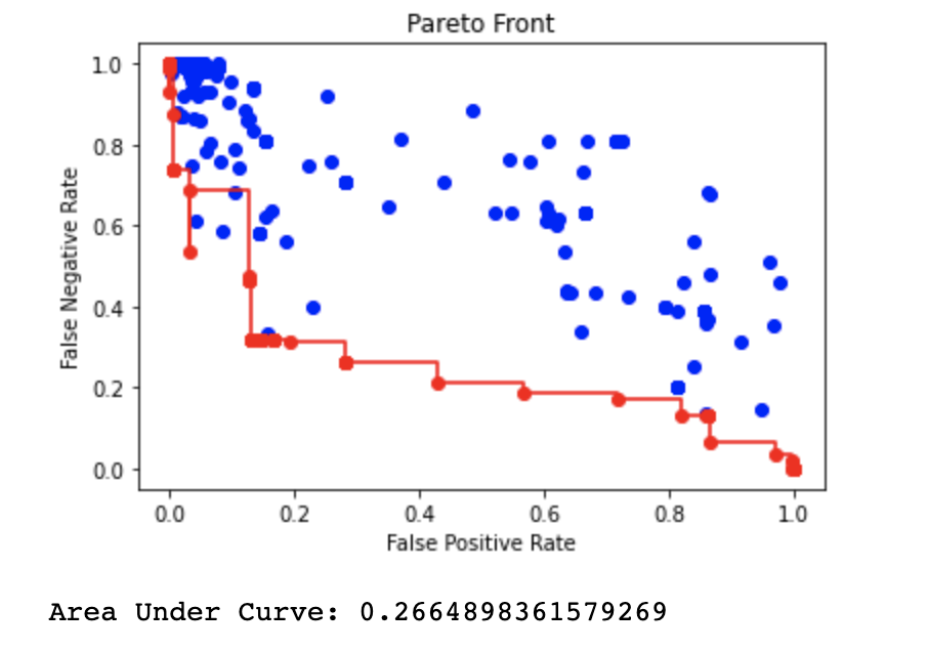 Pareto Front
1.0
0.8
0.6
0.4
0.2
0.0
False Negative Rate
0.0 0.2 0.4 0.6 0.8 1.0
False Positive Rate
Area Under Curve: 0.2664898361579269